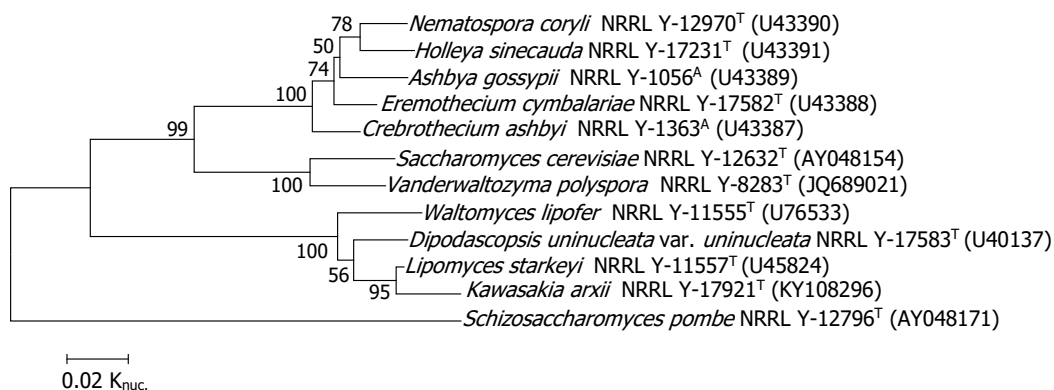 Nematospora coryli NRRL Y-12970ᵀ (U43390)
78
Holleya sinecauda NRRL Y-17231ᵀ (U43391)
50
Ashbya gossypii NRRL Y-1056ᴬ (U43389)
74
Eremothecium cymbalariae NRRL Y-17582ᵀ (U43388)
100
Crebrothecium ashbyi NRRL Y-1363ᴬ (U43387)
99
Saccharomyces cerevisiae NRRL Y-12632ᵀ (AY048154)
Vanderwaltozyma polyspora NRRL Y-8283ᵀ (JQ689021)
100
Waltomyces lipofer NRRL Y-11555ᵀ (U76533)
Dipodascopsis uninucleata var. uninucleata NRRL Y-17583ᵀ (U40137)
100
Lipomyces starkeyi NRRL Y-11557ᵀ (U45824)
56
95
Kawasakia arxii NRRL Y-17921ᵀ (KY108296)
Schizosaccharomyces pombe NRRL Y-12796ᵀ (AY048171)
0.02 Knuc.